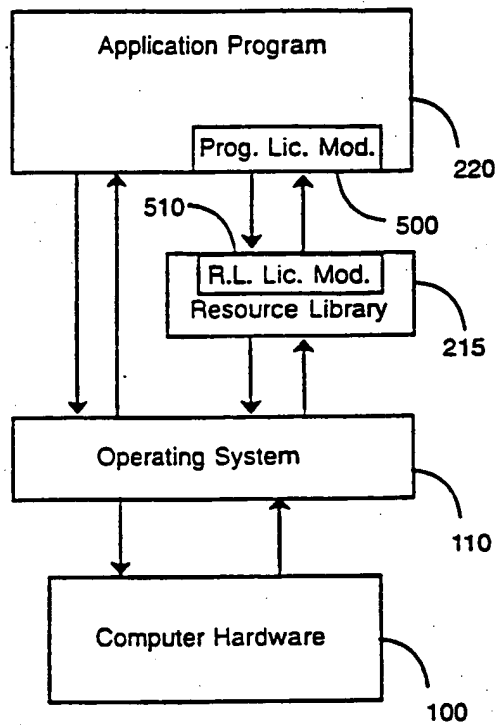 Application Program
Prog. Lic. Mod.
220
500
510
R.L. Lic. Mod.
Resource Library
215
Operating System
110
Computer Hardware
100